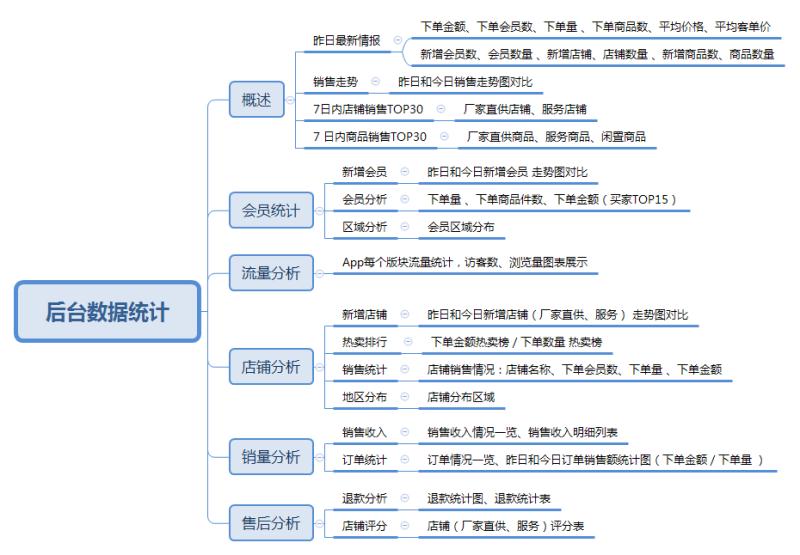 后台数据统计
概述
昨日最新情报
下单金额、下单会员数、下单量 、下单商品数、平均价格、平均客单价
新增会员数、会员数量 、新增店铺、店铺数量 、新增商品数、商品数量
销售走势
昨日和今日销售走势图对比
7日内店铺销售TOP30
厂家直供店铺、服务店铺
7 日内商品销售TOP30
厂家直供商品、服务商品、闲置商品
会员统计
新增会员
昨日和今日新增会员 走势图对比
会员分析
下单量 、下单商品件数、下单金额（买家TOP15 ）
区域分析
会员区域分布
流量分析
App每个版块流量统计，访客数、浏览量图表展示
店铺分析
新增店铺
昨日和今日新增店铺（厂家直供、服务 ） 走势图对比
热卖排行
下单金额热卖榜 / 下单数量 热卖榜
销售统计
店铺销售情况：店铺名称、下单会员数、下单量 、下单金额
地区分布
店铺分布区域
销量分析
销售收入
销售收入情况一览、销售收入明细列表
订单统计
订单情况一览、昨日和今日订单销售额统计图（下单金额 / 下单量 ）
售后分析
退款分析
退款统计图、退款统计表
店铺评分
店铺（厂家直供、服务）评分表